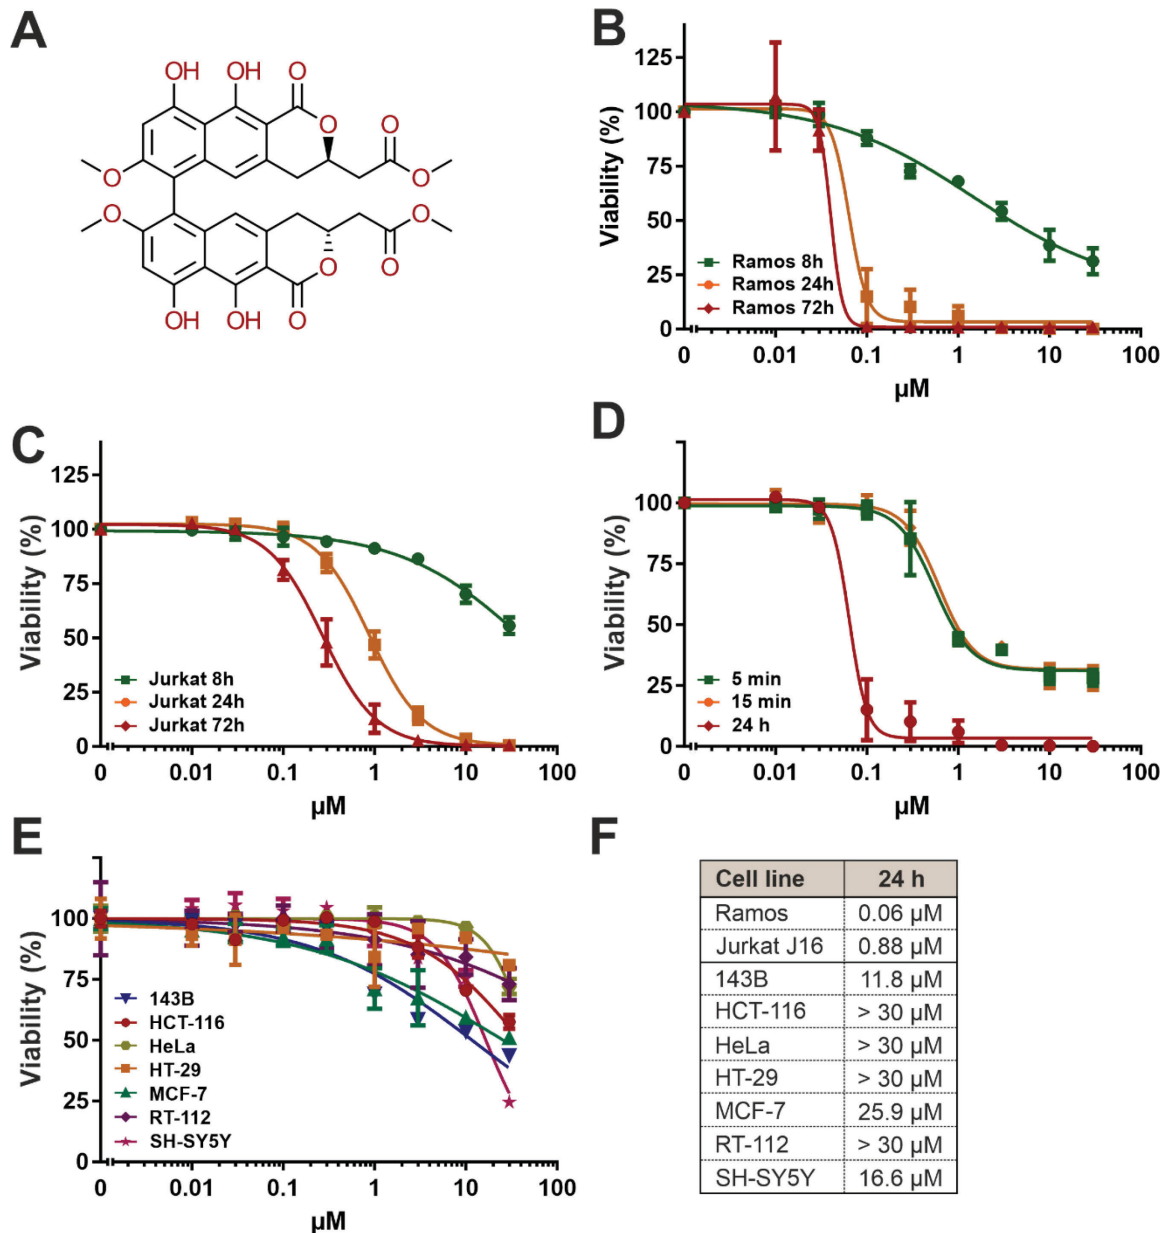 A
OH OH O
O
O
O
O
O
O
O
O
O
OH OH O
B
Viability (%)
125
100
75
50
25
0
Ramos 8h
Ramos 24h
Ramos 72h
0 0.01 0.1 1 10 100
µM
C
Viability (%)
125
100
75
50
25
0
Jurkat 8h
Jurkat 24h
Jurkat 72h
0 0.01 0.1 1 10 100
µM
D
Viability (%)
100
75
50
25
0
5 min
15 min
24 h
0 0.01 0.1 1 10 100
µM
E
Viability (%)
100
75
50
25
0
143B
HCT-116
HeLa
HT-29
MCF-7
RT-112
SH-SY5Y
0 0.01 0.1 1 10 100
µM
F
Cell line 24 h
Ramos 0.06 µM
Jurkat J16 0.88 µM
143B 11.8 µM
HCT-116 > 30 µM
HeLa > 30 µM
HT-29 > 30 µM
MCF-7 25.9 µM
RT-112 > 30 µM
SH-SY5Y 16.6 µM